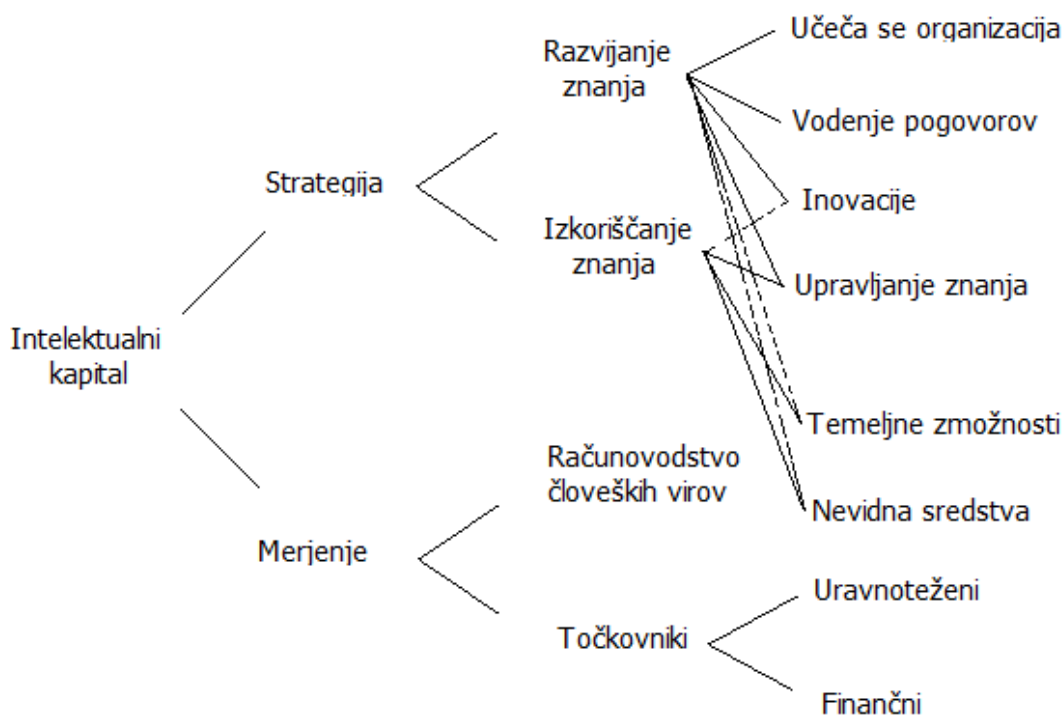 Učeča se organizacija
Razvijanje
znanja
Vodenje pogovorov
Strategija
Inovacije
Izkoriščanje
znanja
Upravljanje znanja
Intelektualni
kapital
Temeljne zmožnosti
Računovodstvo
človeških virov
Nevidna sredstva
Merjenje
Uravnoteženi
Točkovniki
Finančni